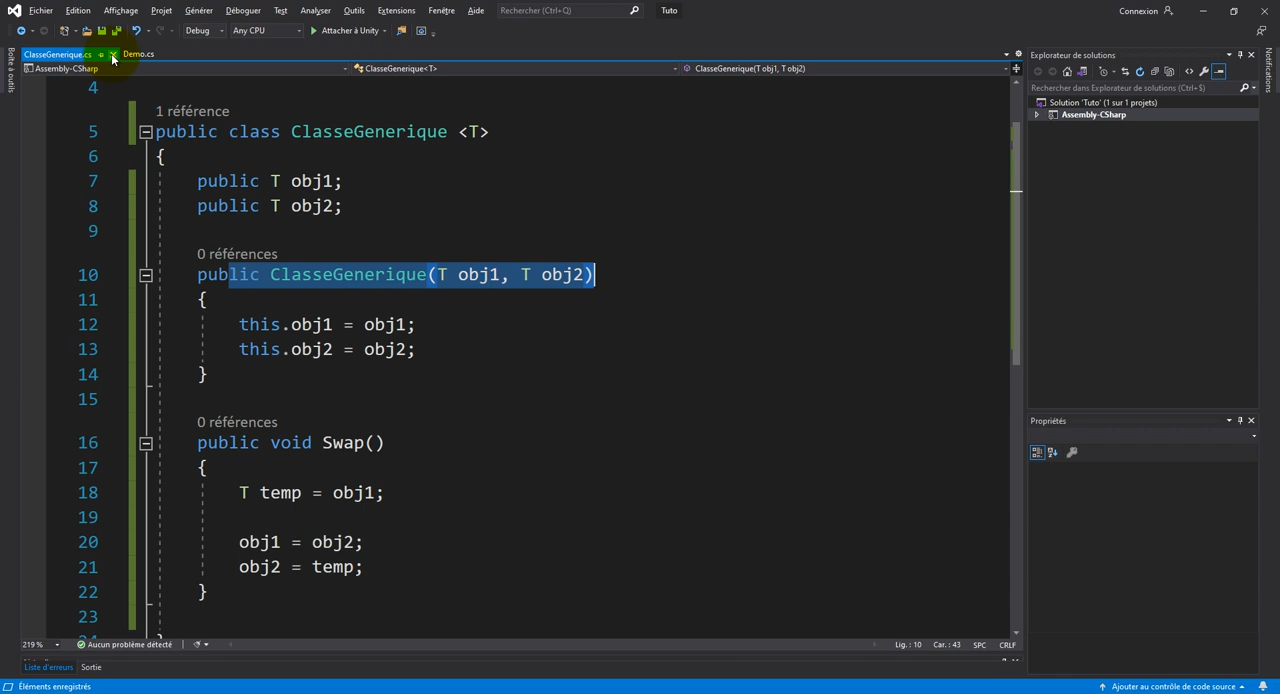 Fichier Edition Affichage Projet Générer Déboguer Test Analyser Outils Extensions Fenêtre Aide Rechercher (Ctrl+Q) Tuto Connexion
Debug Any CPU Attacher à Unity
Boîte à outils
ClasseGenerique.cs Demo.cs
Assembly-CSharp ClasseGenerique<T> ClasseGenerique(T obj1, T obj2)
4
1 référence
5 public class ClasseGenerique <T>
6 {
7 public T obj1;
8 public T obj2;
9
0 références
10 public ClasseGenerique(T obj1, T obj2)
11 {
12 this.obj1 = obj1;
13 this.obj2 = obj2;
14 }
15
0 références
16 public void Swap()
17 {
18 T temp = obj1;
19
20 obj1 = obj2;
21 obj2 = temp;
22 }
23
219 % Aucun problème détecté Lig. : 10 Car. : 43 SPC CRLF
Liste d'erreurs Sortie
Éléments enregistrés Ajouter au contrôle de code source
Explorateur de solutions
Rechercher dans Explorateur de solutions (Ctrl+$)
Solution 'Tuto' (1 sur 1 projets)
Assembly-CSharp
Propriétés
Notifications